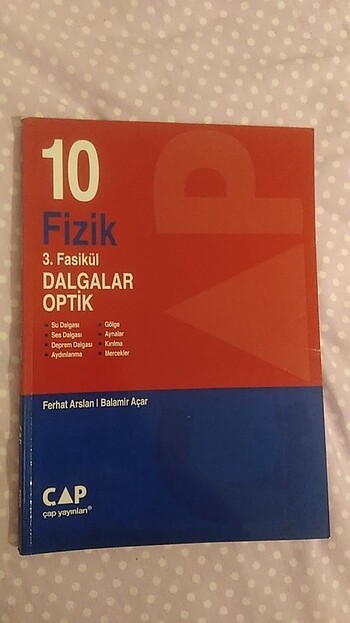 10
Fizik
3. Fasikül
DALGALAR
OPTİK
• Su Dalgası
• Ses Dalgası
• Deprem Dalgası
• Aydınlanma
• Gölge
• Aynalar
• Kırılma
• Mercekler
Ferhat Arslan | Balamir Açar
ÇAP
çap yayınları®
ÇAP